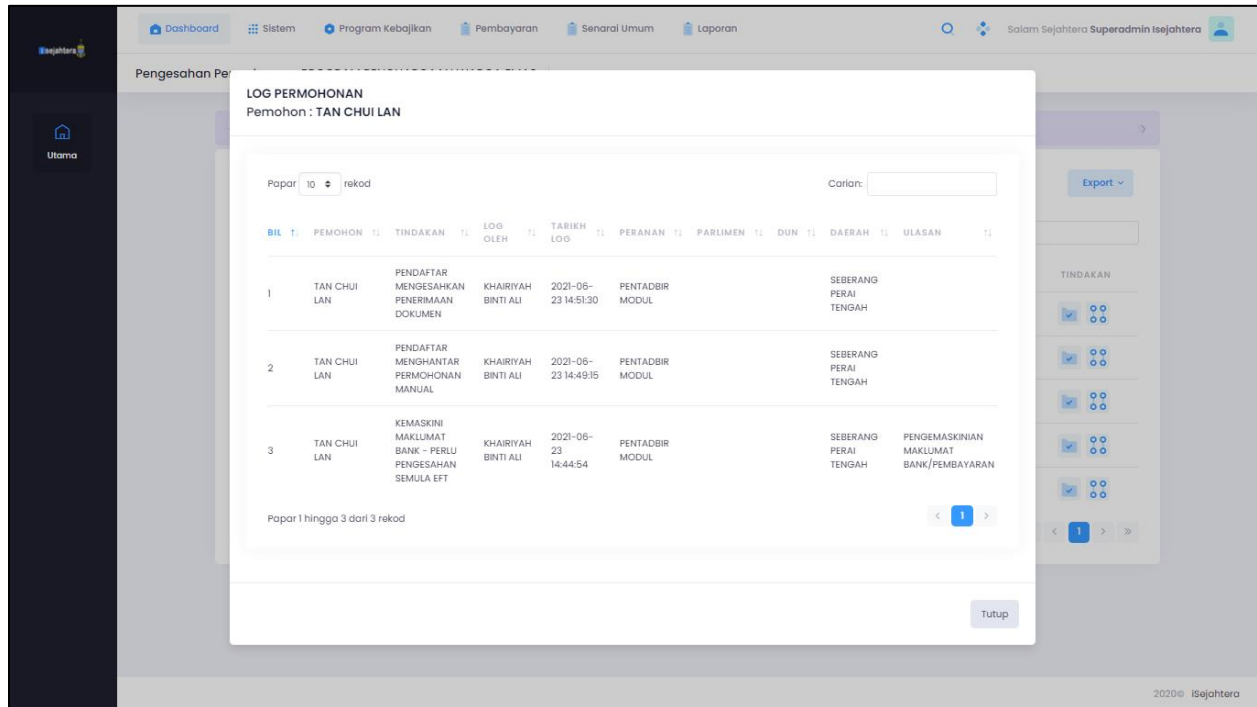 isejahtera
Dashboard Sistem Program Kebajikan Pembayaran Senarai Umum Laporan Salam Sejahtera Superadmin Isejahtera
Pengesahan
Utama
LOG PERMOHONAN
Pemohon : TAN CHUI LAN
Papar 10 rekod Carian:
Export
BIL PEMOHON TINDAKAN LOG OLEH TARIKH LOG PERANAN PARLIMEN DUN DAERAH ULASAN
TINDAKAN
1 TAN CHUI LAN PENDAFTAR MENGESAHKAN PENERIMAAN DOKUMEN KHAIRIYAH BINTI ALI 2021-06-23 14:51:30 PENTADBIR MODUL SEBERANG PERAI TENGAH
2 TAN CHUI LAN PENDAFTAR MENGHANTAR PERMOHONAN MANUAL KHAIRIYAH BINTI ALI 2021-06-23 14:49:15 PENTADBIR MODUL SEBERANG PERAI TENGAH
3 TAN CHUI LAN KEMASKINI MAKLUMAT BANK - PERLU PENGESAHAN SEMULA EFT KHAIRIYAH BINTI ALI 2021-06-23 14:44:54 PENTADBIR MODUL SEBERANG PERAI TENGAH PENGEMASKINIAN MAKLUMAT BANK/PEMBAYARAN
Papar 1 hingga 3 dari 3 rekod < 1 >
< 1 > »
Tutup
2020© iSejahtera